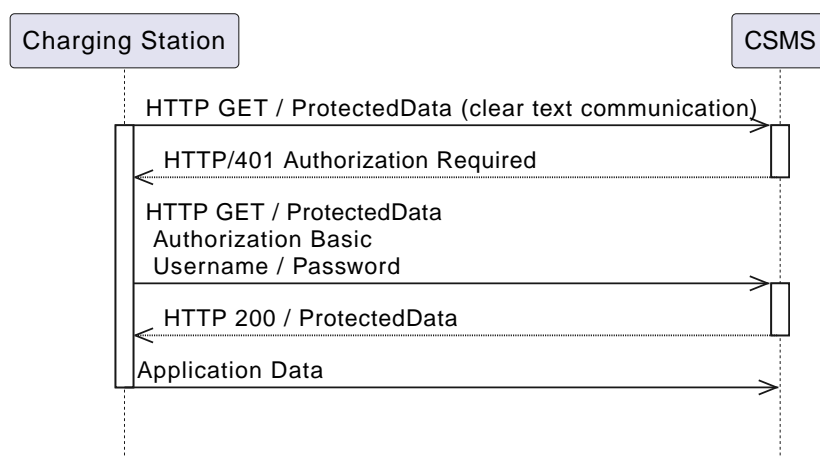 Charging Station
CSMS
HTTP GET / ProtectedData (clear text communication)
HTTP/401 Authorization Required
HTTP GET / ProtectedData
Authorization Basic
Username / Password
HTTP 200 / ProtectedData
Application Data